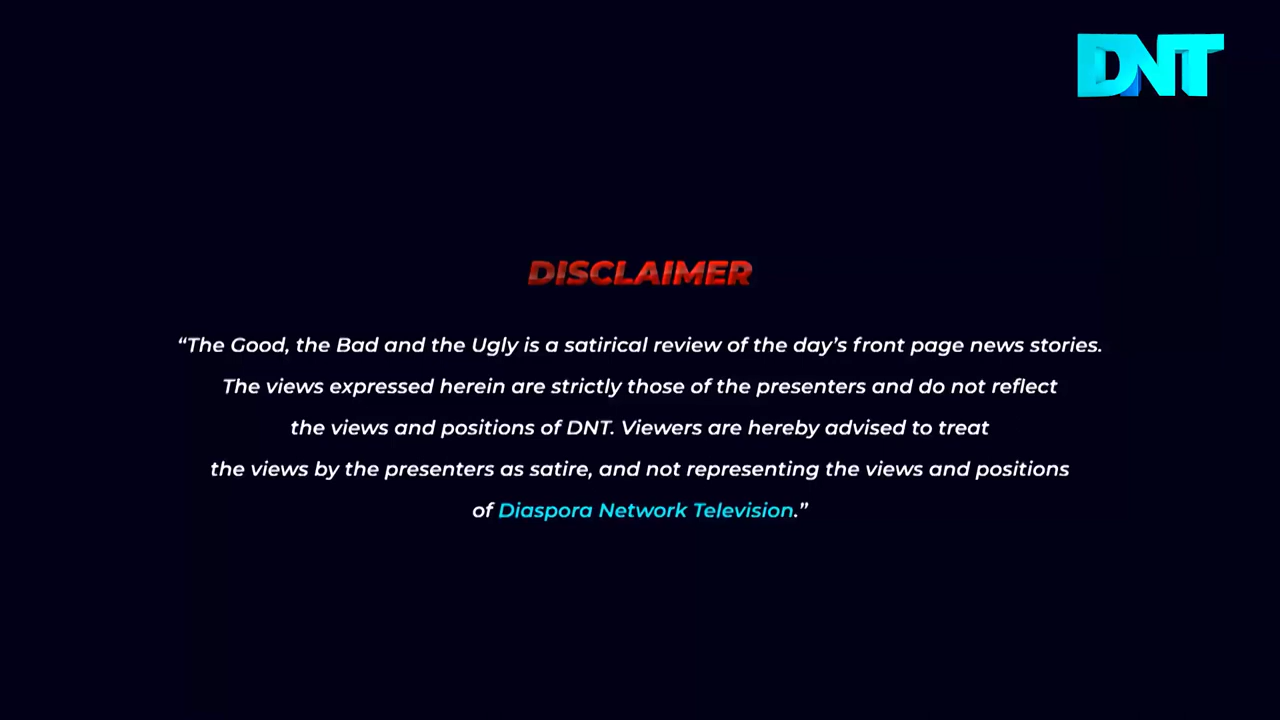 DNT
DISCLAIMER
“The Good, the Bad and the Ugly is a satirical review of the day’s front page news stories.
The views expressed herein are strictly those of the presenters and do not reflect
the views and positions of DNT. Viewers are hereby advised to treat
the views by the presenters as satire, and not representing the views and positions
of Diaspora Network Television.”